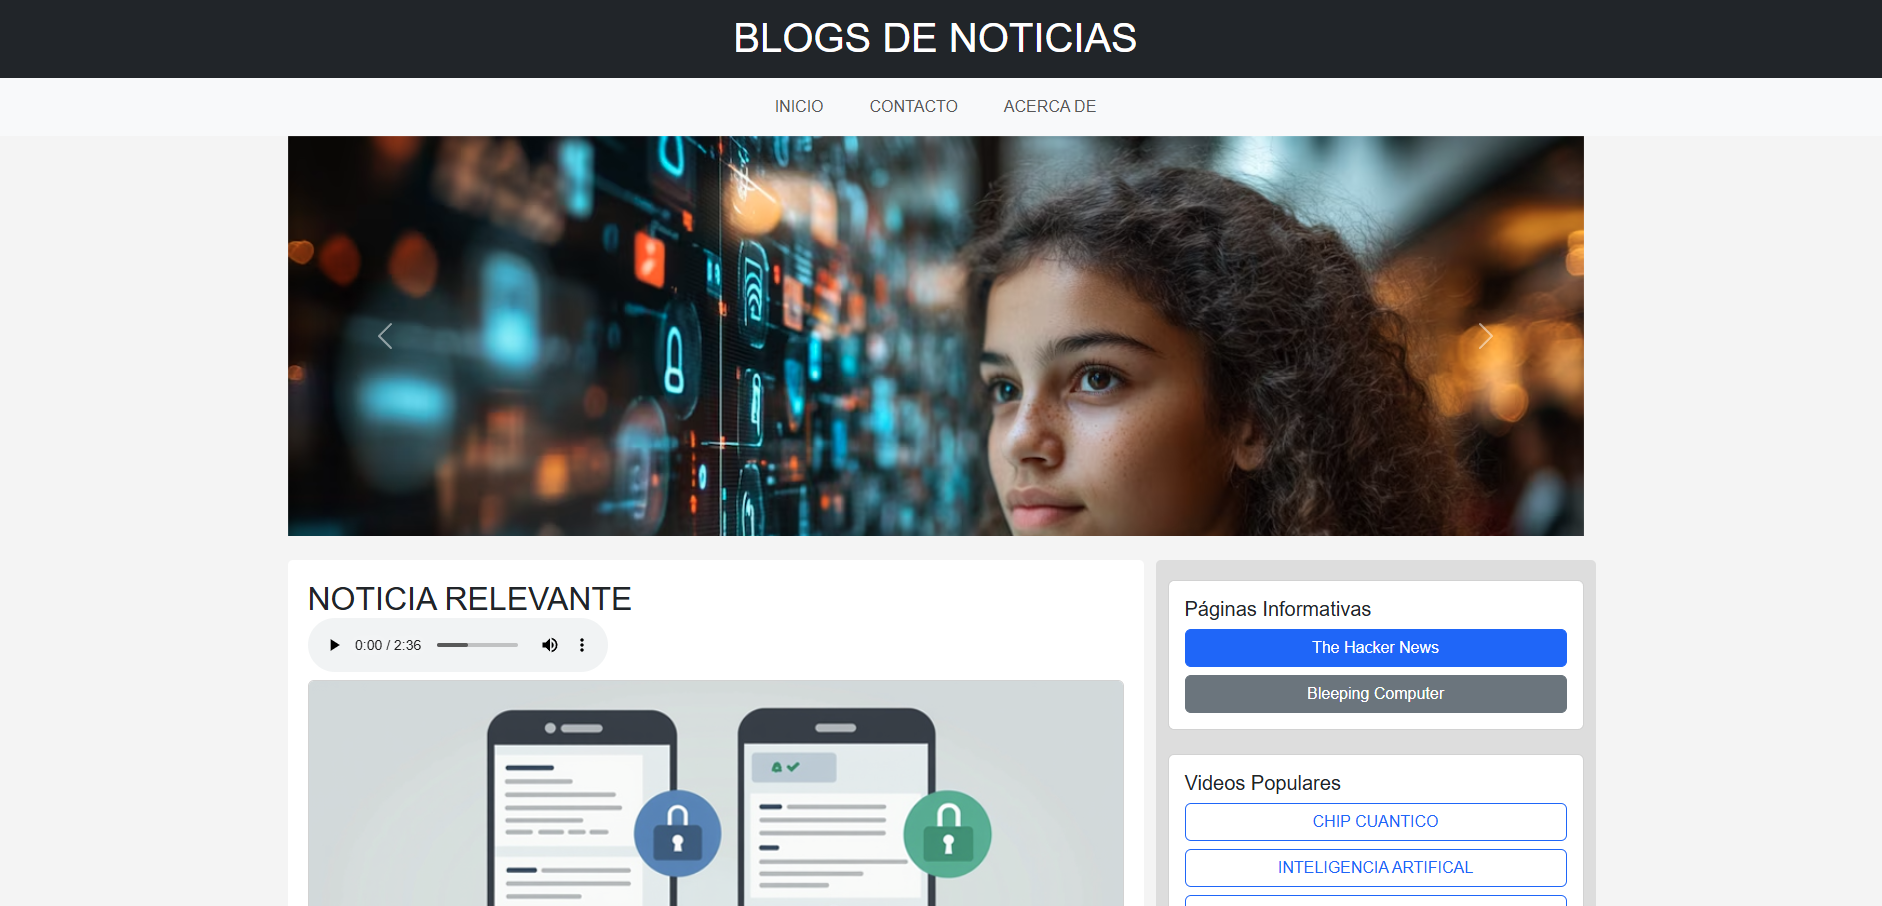 BLOGS DE NOTICIAS
INICIO CONTACTO ACERCA DE
NOTICIA RELEVANTE
0:00 / 2:36
Páginas Informativas
The Hacker News
Bleeping Computer
Videos Populares
CHIP CUANTICO
INTELIGENCIA ARTIFICAL